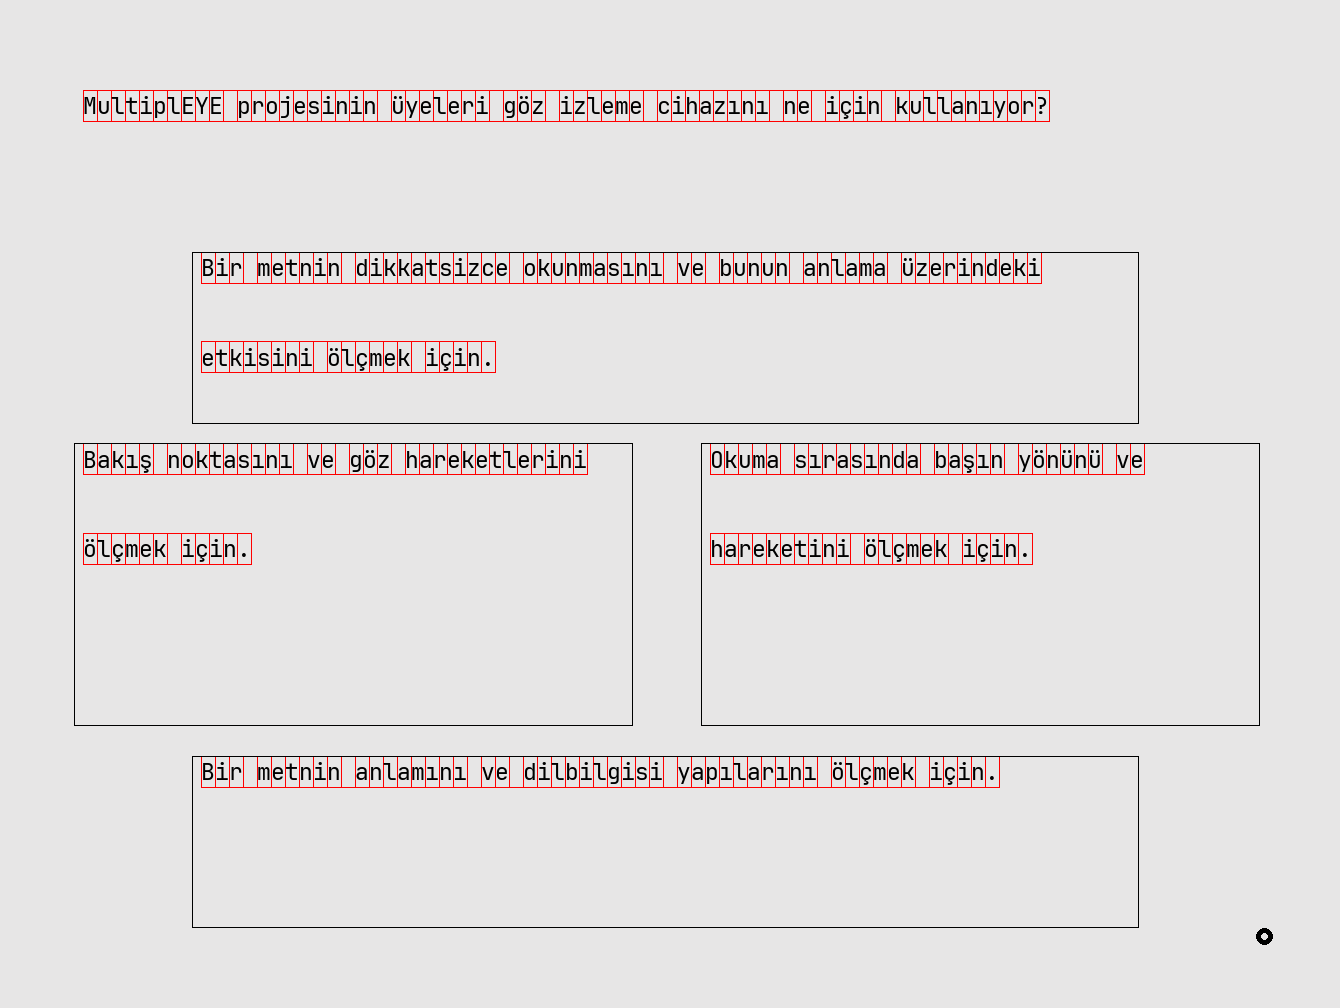 MultiplEYE projesinin üyeleri göz izleme cihazını ne için kullanıyor?
Bir metnin dikkatsizce okunmasını ve bunun anlama üzerindeki
etkisini ölçmek için.
Bakış noktasını ve göz hareketlerini
ölçmek için.
Okuma sırasında başın yönünü ve
hareketini ölçmek için.
Bir metnin anlamını ve dilbilgisi yapılarını ölçmek için.